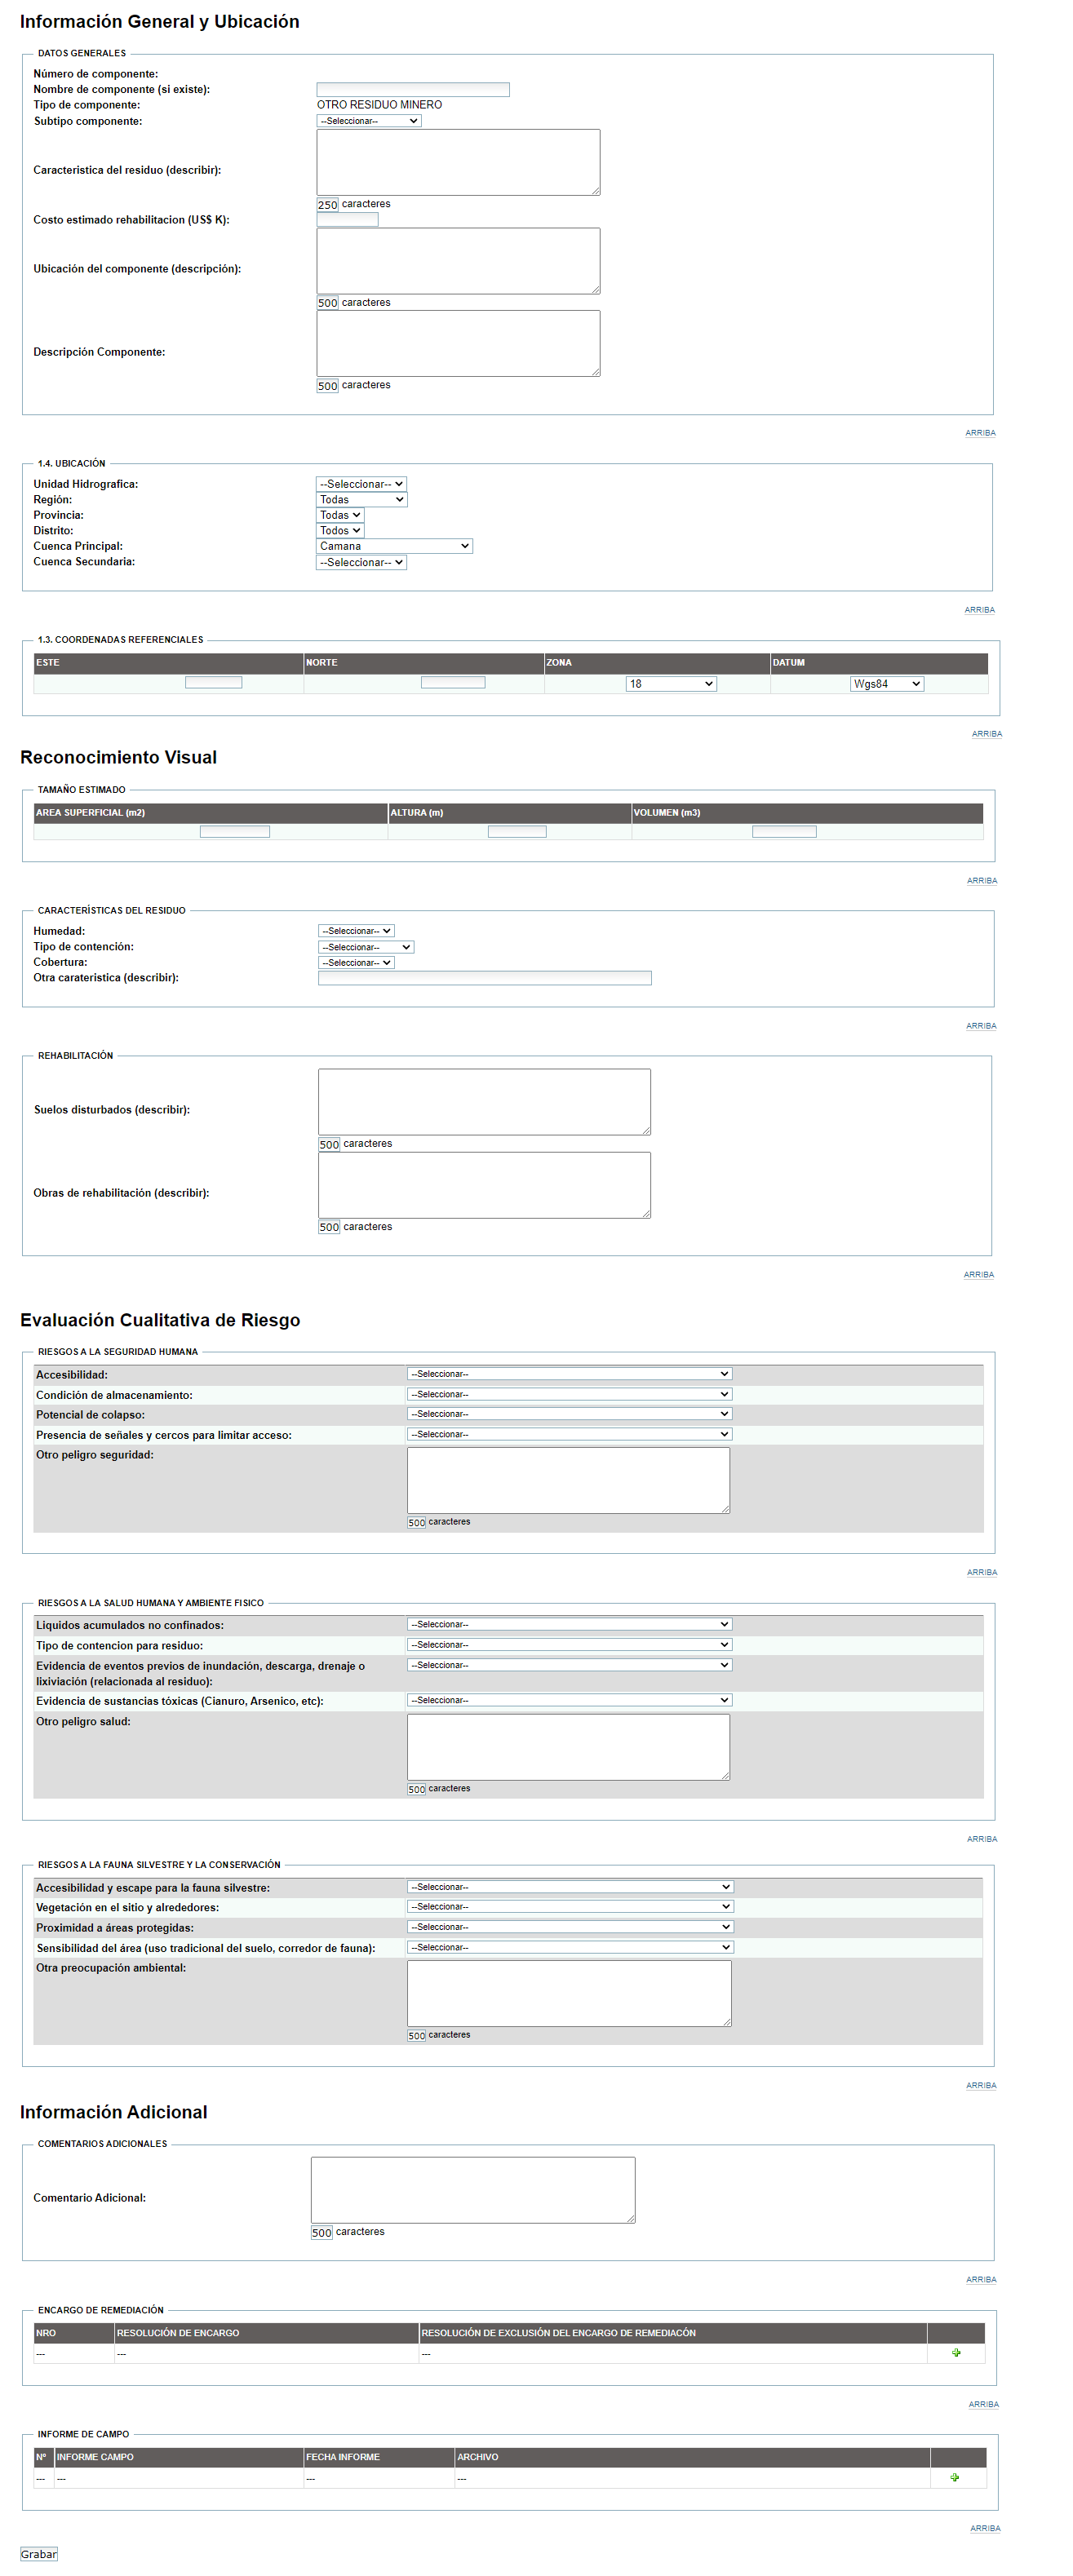 Información General y Ubicación
DATOS GENERALES
Número de componente:
Nombre de componente (si existe):
Tipo de componente: OTRO RESIDUO MINERO
Subtipo componente: --Seleccionar--
Caracteristica del residuo (describir):
250 caracteres
Costo estimado rehabilitacion (US$ K):
Ubicación del componente (descripción):
500 caracteres
Descripción Componente:
500 caracteres
ARRIBA
1.4. UBICACIÓN
Unidad Hidrografica: --Seleccionar--
Región: Todas
Provincia: Todas
Distrito: Todos
Cuenca Principal: Camana
Cuenca Secundaria: --Seleccionar--
ARRIBA
1.3. COORDENADAS REFERENCIALES
ESTE NORTE ZONA DATUM
18 Wgs84
ARRIBA
Reconocimiento Visual
TAMAÑO ESTIMADO
AREA SUPERFICIAL (m2) ALTURA (m) VOLUMEN (m3)
ARRIBA
CARACTERÍSTICAS DEL RESIDUO
Humedad: --Seleccionar--
Tipo de contención: --Seleccionar--
Cobertura: --Seleccionar--
Otra carateristica (describir):
ARRIBA
REHABILITACIÓN
Suelos disturbados (describir):
500 caracteres
Obras de rehabilitación (describir):
500 caracteres
ARRIBA
Evaluación Cualitativa de Riesgo
RIESGOS A LA SEGURIDAD HUMANA
Accesibilidad: --Seleccionar--
Condición de almacenamiento: --Seleccionar--
Potencial de colapso: --Seleccionar--
Presencia de señales y cercos para limitar acceso: --Seleccionar--
Otro peligro seguridad:
500 caracteres
ARRIBA
RIESGOS A LA SALUD HUMANA Y AMBIENTE FISICO
Liquidos acumulados no confinados: --Seleccionar--
Tipo de contencion para residuo: --Seleccionar--
Evidencia de eventos previos de inundación, descarga, drenaje o --Seleccionar--
lixiviación (relacionada al residuo):
Evidencia de sustancias tóxicas (Cianuro, Arsenico, etc): --Seleccionar--
Otro peligro salud:
500 caracteres
ARRIBA
RIESGOS A LA FAUNA SILVESTRE Y LA CONSERVACIÓN
Accesibilidad y escape para la fauna silvestre: --Seleccionar--
Vegetación en el sitio y alrededores: --Seleccionar--
Proximidad a áreas protegidas: --Seleccionar--
Sensibilidad del área (uso tradicional del suelo, corredor de fauna): --Seleccionar--
Otra preocupación ambiental:
500 caracteres
ARRIBA
Información Adicional
COMENTARIOS ADICIONALES
Comentario Adicional:
500 caracteres
ARRIBA
ENCARGO DE REMEDIACIÓN
NRO RESOLUCIÓN DE ENCARGO RESOLUCIÓN DE EXCLUSIÓN DEL ENCARGO DE REMEDIACÓN
--- --- ---
ARRIBA
INFORME DE CAMPO
Nº INFORME CAMPO FECHA INFORME ARCHIVO
--- --- --- ---
ARRIBA
Grabar